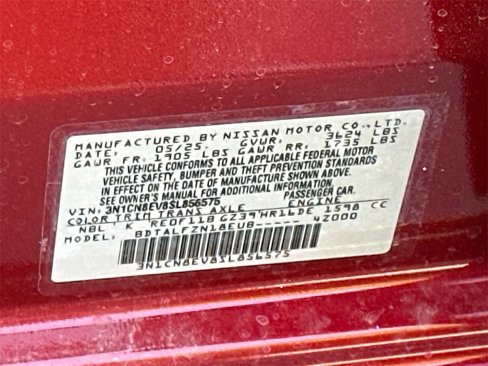 MANUFACTURED BY NISSAN MOTOR CO., LTD.
DATE: 05/25 GVWR: 3624 LBS
GAWR FR. 1905 LBS GAWR RR. 1735 LBS
THIS VEHICLE CONFORMS TO ALL APPLICABLE FEDERAL MOTOR
VEHICLE SAFETY, BUMPER, AND THEFT PREVENTION STANDARDS
IN EFFECT ON THE DATE OF MANUFACTURE SHOWN ABOVE.
SEE OWNER'S MANUAL FOR ADDITIONAL INFORMATION.
VIN: 3N1CN8EV8SL856575 PASSENGER CAR
COLOR TRIM TRANS AXLE ENGINE
NBL K RE0F11B GZ39 HR16DE 1598 CC
MODEL: BDTALFZN18EUB---- 4Z000
3N1CN8EV8SL856575